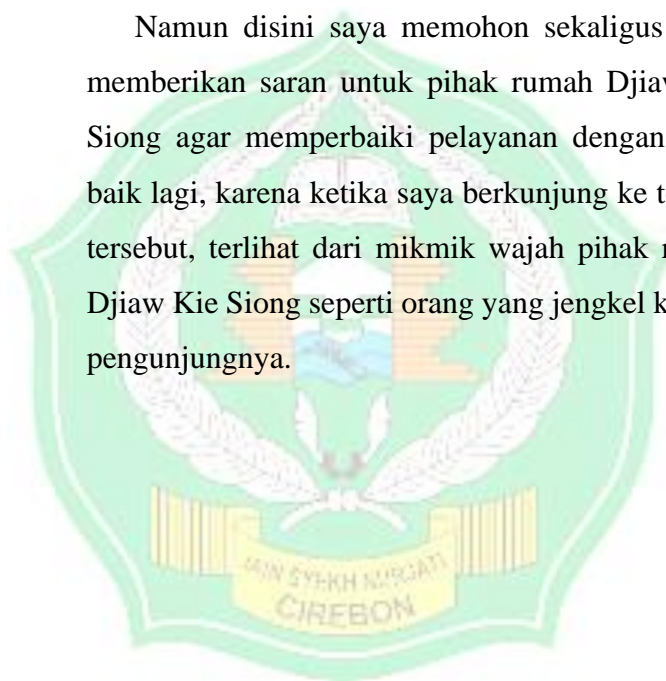 Namun disini saya memohon sekaligus
memberikan saran untuk pihak rumah Djiaw
Siong agar memperbaiki pelayanan dengan
baik lagi, karena ketika saya berkunjung ke t
tersebut, terlihat dari mikmik wajah pihak r
Djiaw Kie Siong seperti orang yang jengkel k
pengunjungnya.
IAIN SYEKH NURJATI
CIREBON